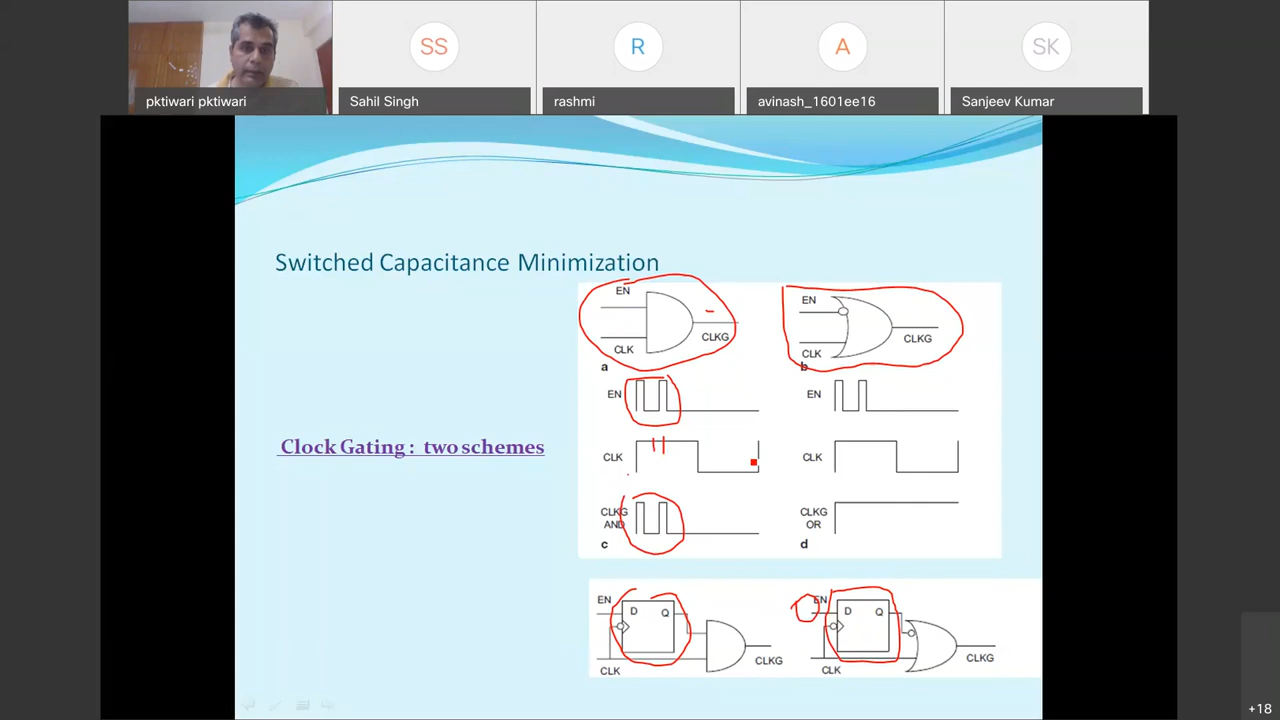 SS
R
A
SK
pktiwari pktiwari
Sahil Singh
rashmi
avinash_1601ee16
Sanjeev Kumar
Switched Capacitance Minimization
EN
CLK
CLKG
a
EN
CLK
CLKG
b
EN
EN
Clock Gating : two schemes
CLK
CLK
CLKG
AND
CLKG
OR
c
d
EN
D
Q
CLKG
CLK
EN
D
Q
CLKG
CLK
+18